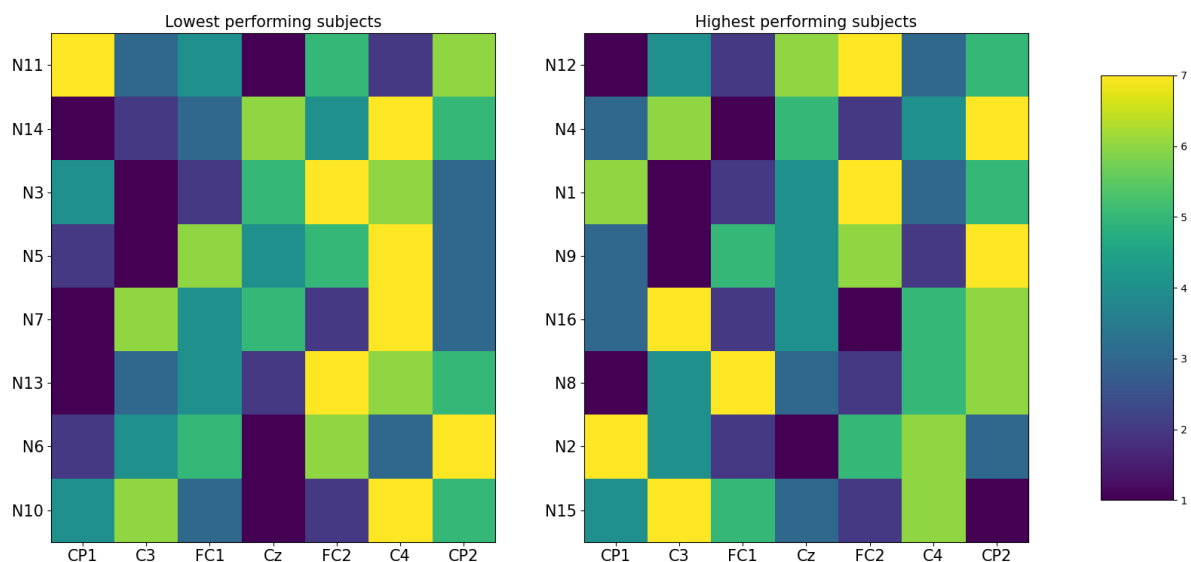 Lowest performing subjects
N11
N14
N3
N5
N7
N13
N6
N10
CP1 C3 FC1 Cz FC2 C4 CP2
Highest performing subjects
N12
N4
N1
N9
N16
N8
N2
N15
CP1 C3 FC1 Cz FC2 C4 CP2
7
6
5
4
3
2
1